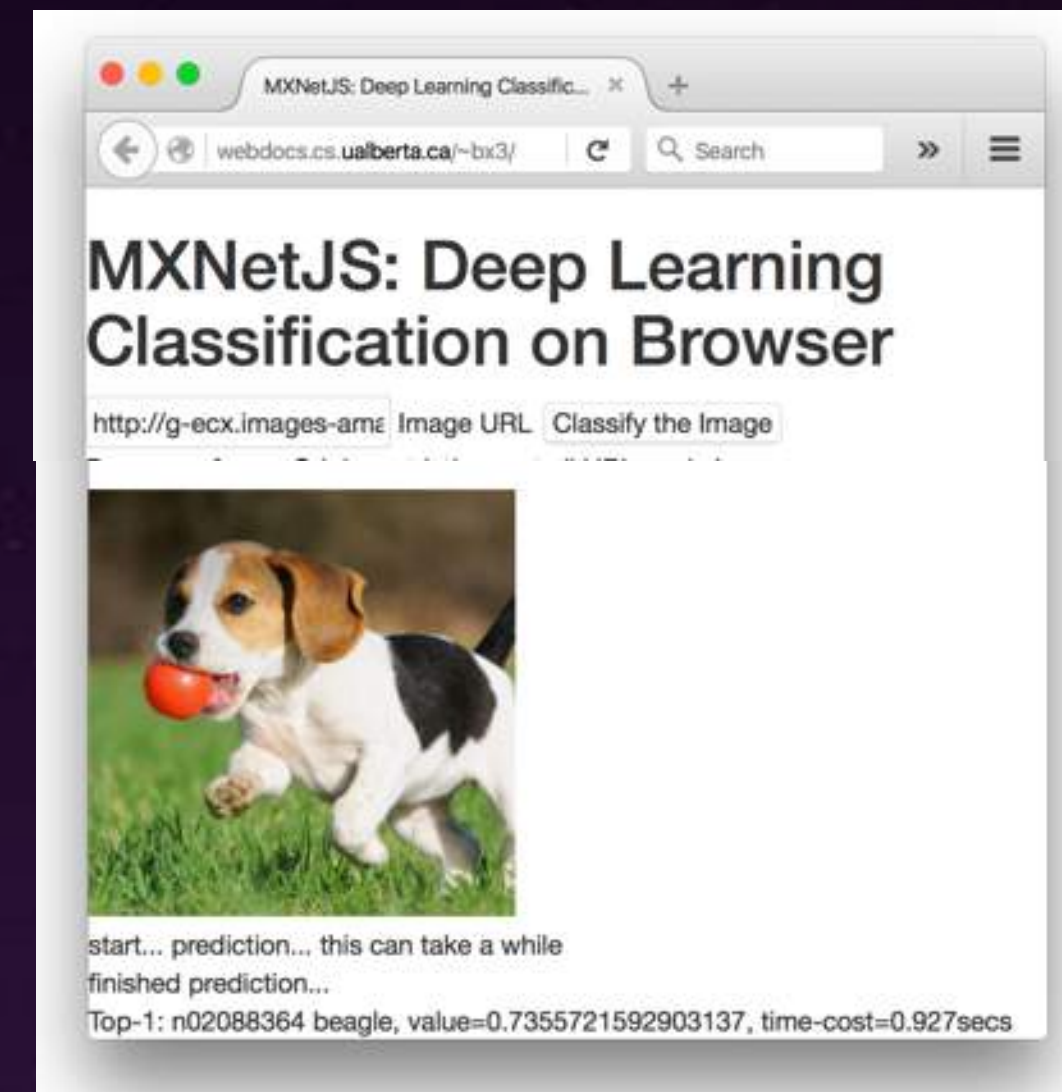 MXNetJS: Deep Learning Classific...
webdocs.cs.ualberta.ca/~bx3/ Search
MXNetJS: Deep Learning
Classification on Browser
http://g-ecx.images-ama Image URL Classify the Image
start... prediction... this can take a while
finished prediction...
Top-1: n02088364 beagle, value=0.7355721592903137, time-cost=0.927secs